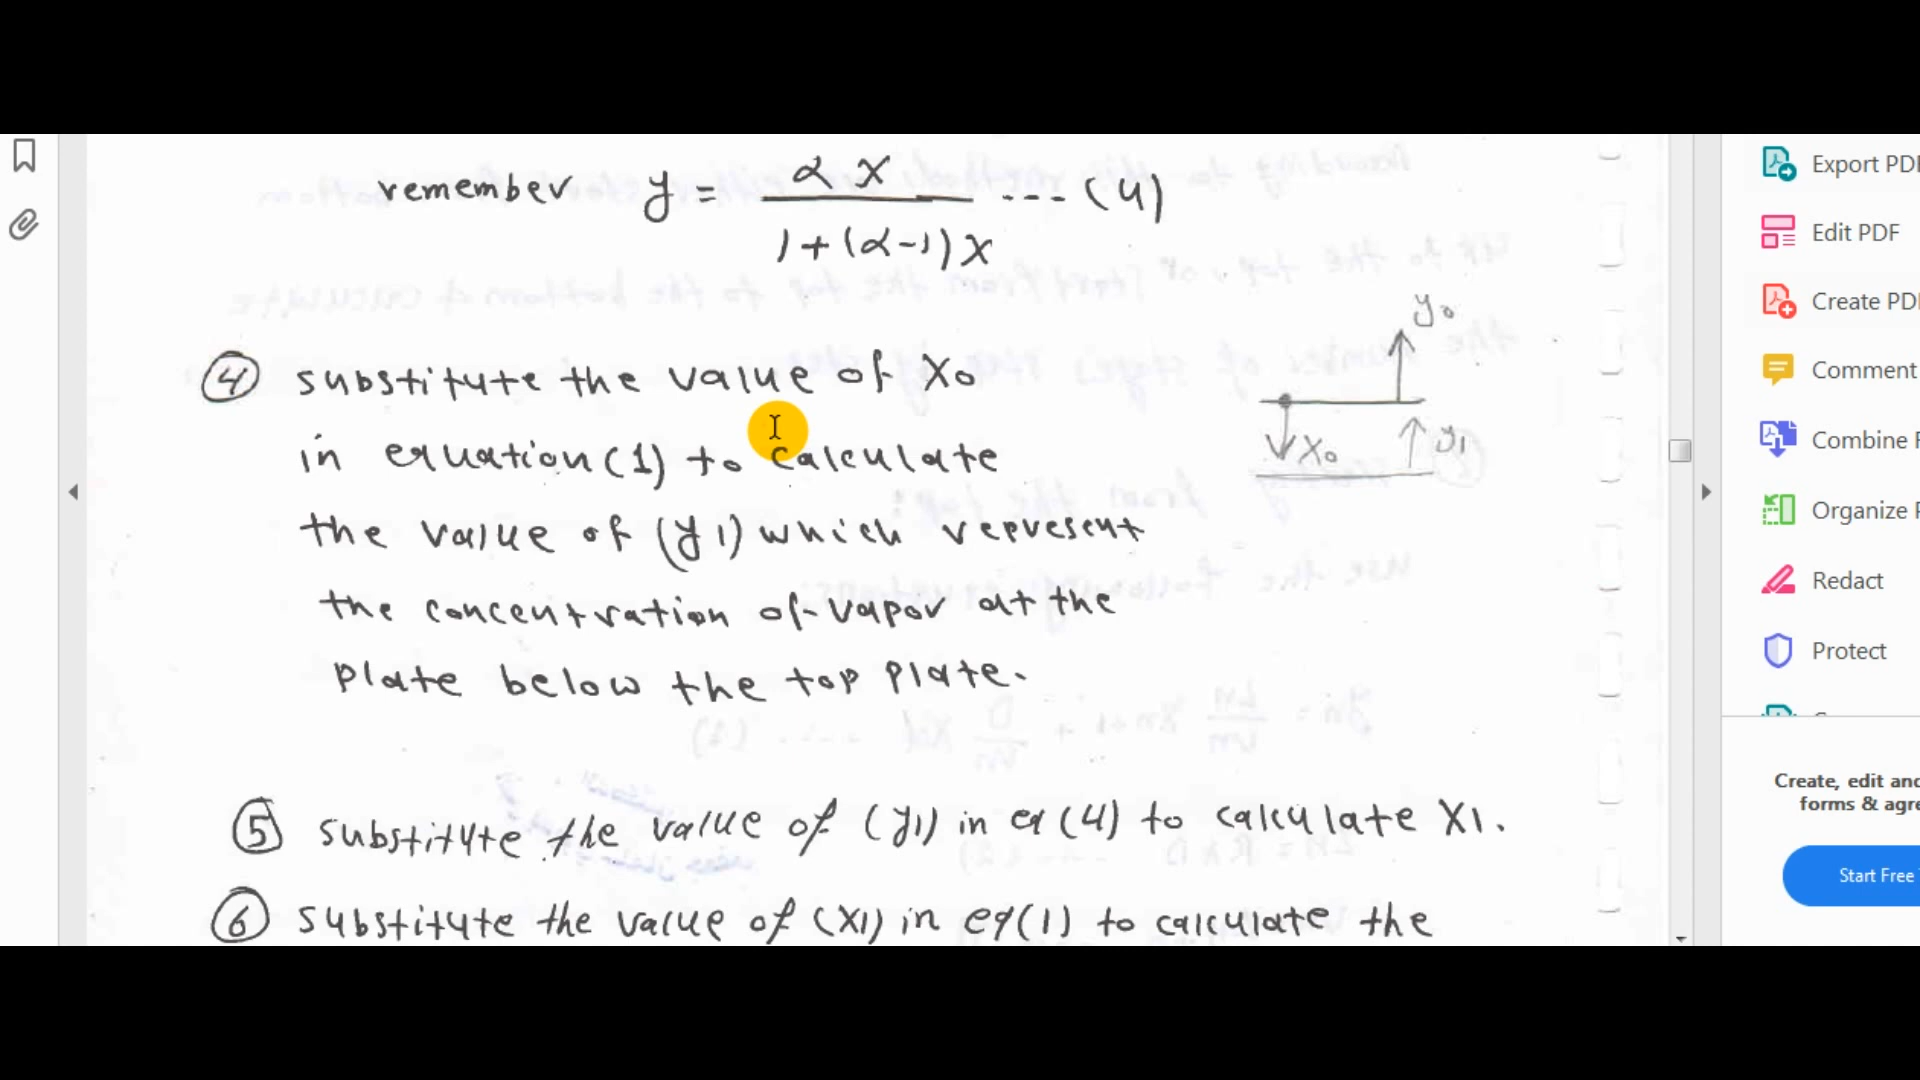 remember y = αx / 1+(α-1)x --- (4)
④ substitute the value of X₀
in equation(1) to calculate
the value of (y1) which represent
the concentration of vapor at the
plate below the top plate.
y₀
X₀ y1
⑤ substitute the value of (y1) in eq(4) to calculate X1.
⑥ substitute the value of (X1) in eq(1) to calculate the
Export PDF
Edit PDF
Create PDF
Comment
Combine F
Organize P
Redact
Protect
Create, edit and
forms & agre
Start Free